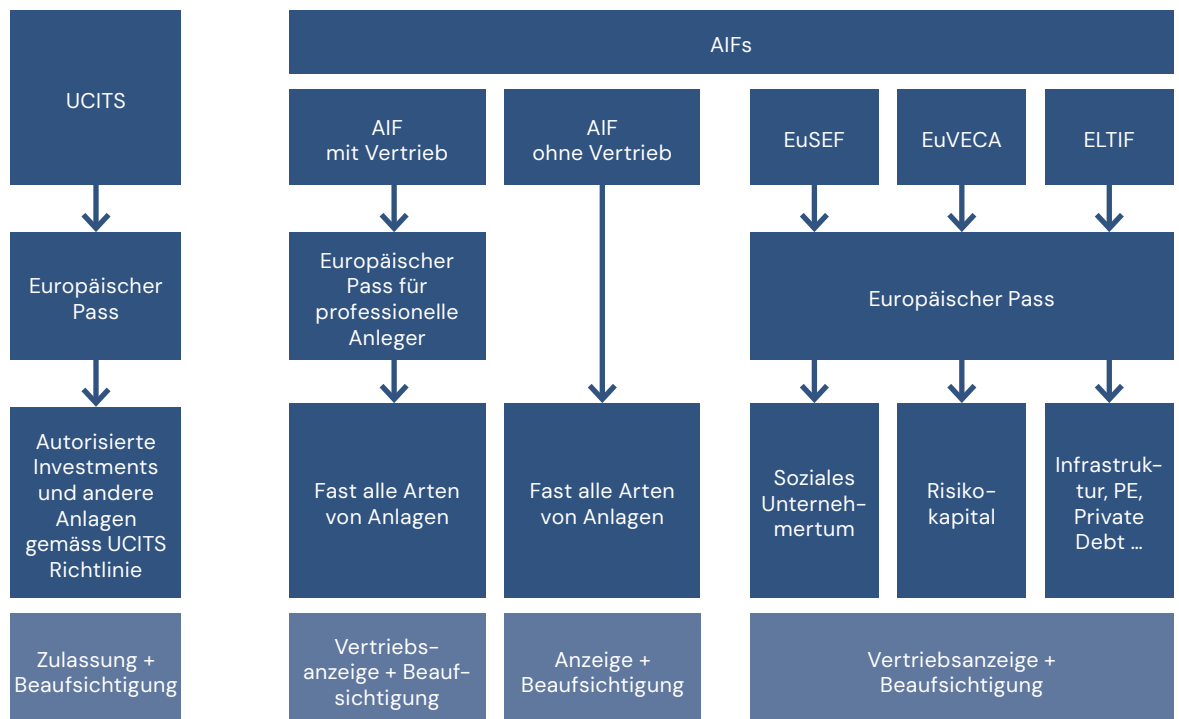 AIFs
UCITS
AIF
mit Vertrieb
AIF
ohne Vertrieb
EuSEF
EuVECA
ELTIF
Europäischer
Pass
Europäischer
Pass für
professionelle
Anleger
Europäischer Pass
Autorisierte
Investments
und andere
Anlagen
gemäss UCITS
Richtlinie
Fast alle Arten
von Anlagen
Fast alle Arten
von Anlagen
Soziales
Unterneh-
mertum
Risiko-
kapital
Infrastruk-
tur, PE,
Private
Debt ...
Zulassung +
Beaufsichtigung
Vertriebs-
anzeige + Beauf-
sichtigung
Anzeige +
Beaufsichtigung
Vertriebsanzeige +
Beaufsichtigung